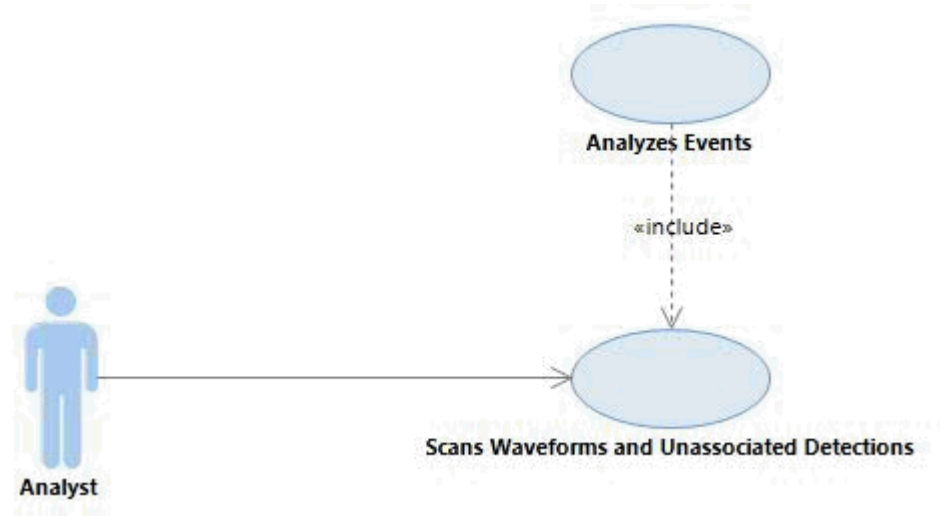 Analyzes Events
«include»
Scans Waveforms and Unassociated Detections
Analyst